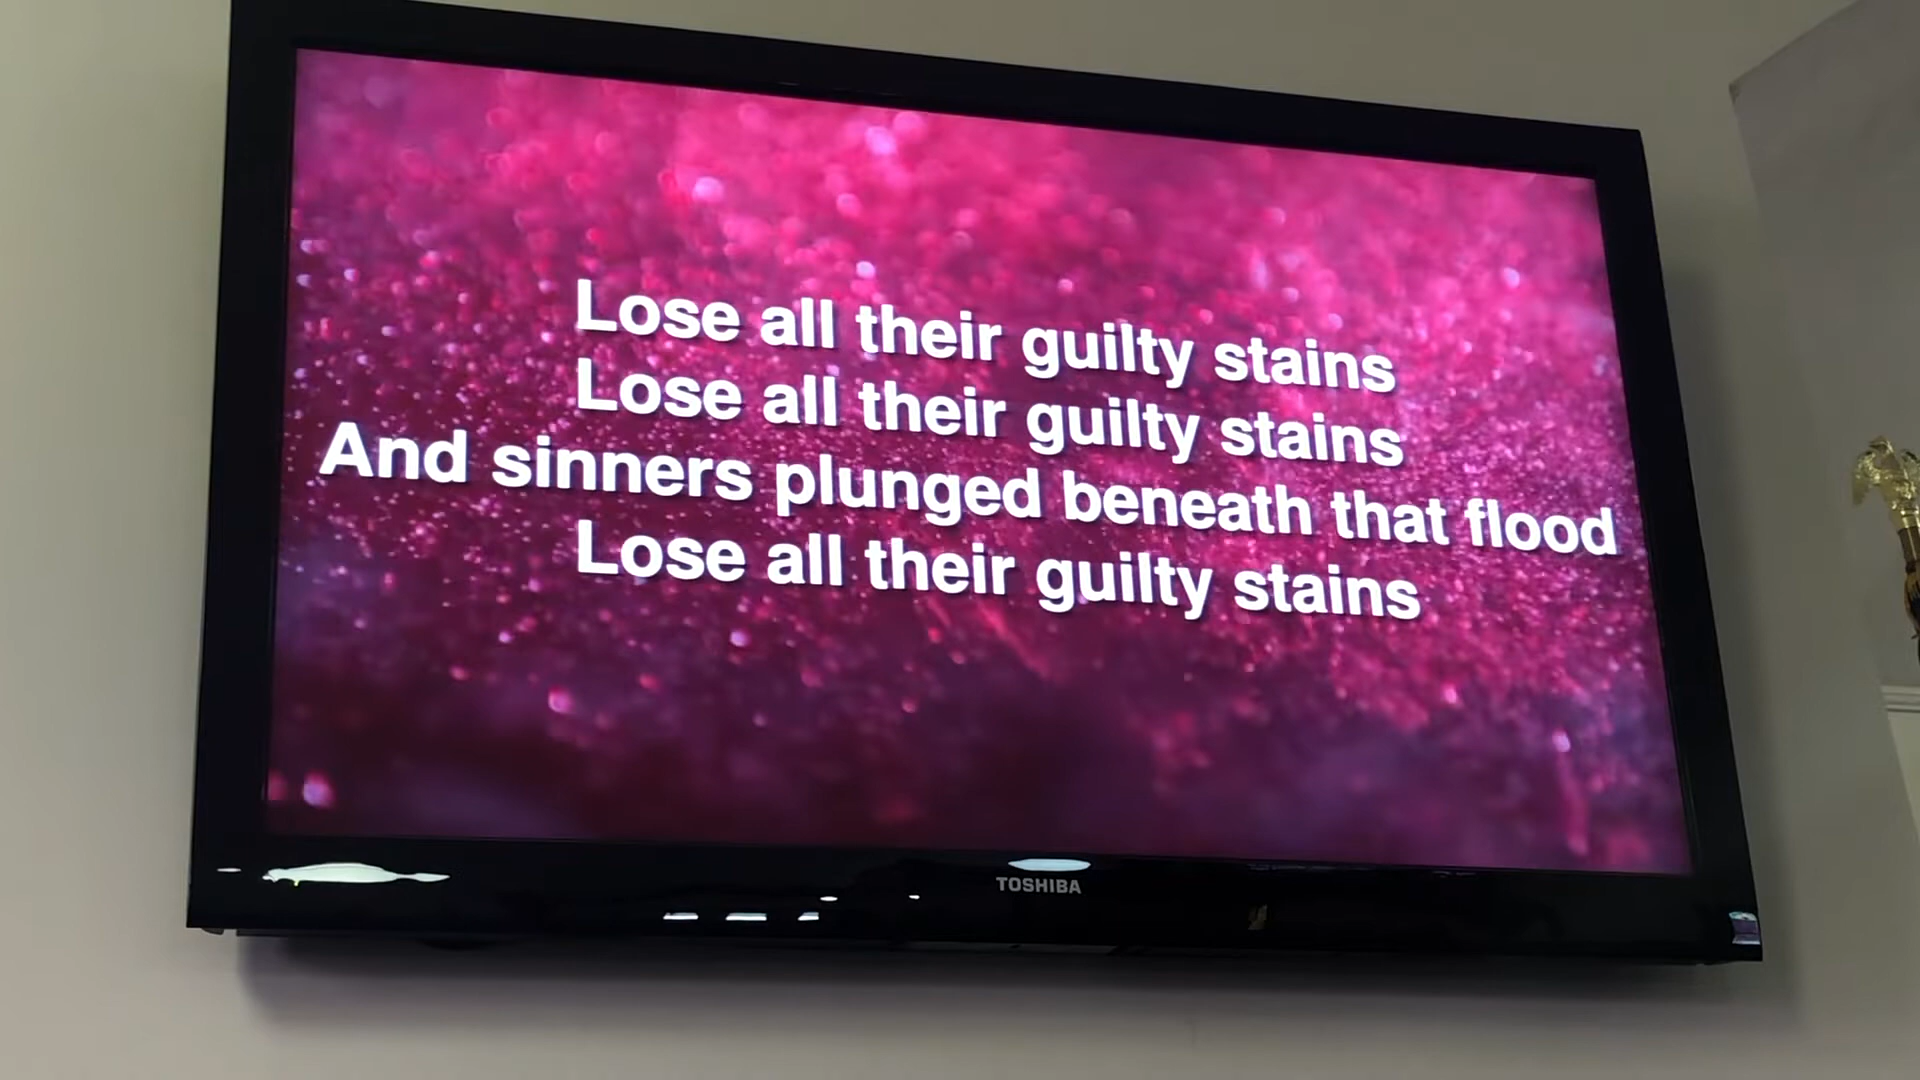 Lose all their guilty stains
Lose all their guilty stains
And sinners plunged beneath that flood
Lose all their guilty stains
TOSHIBA